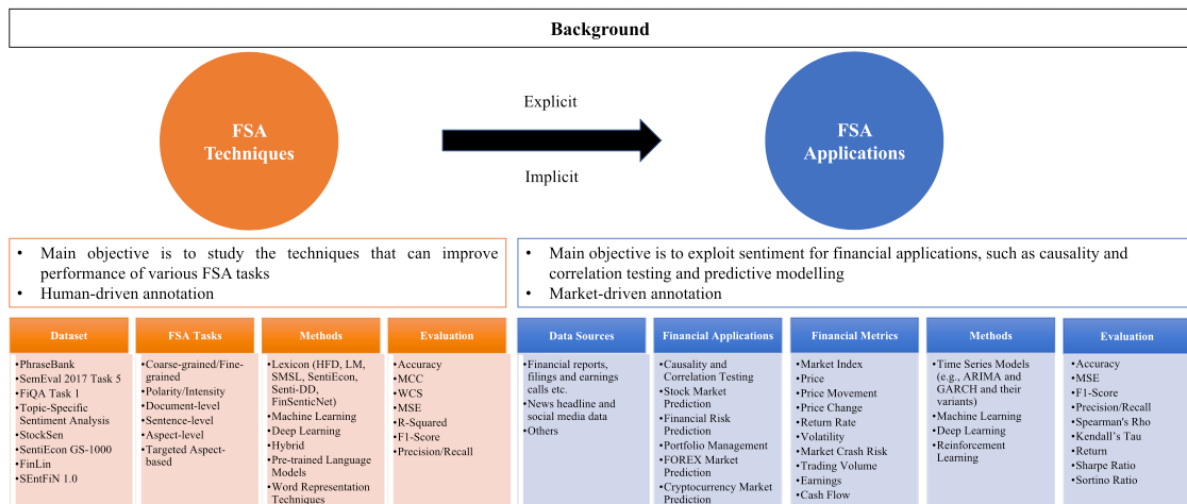 Background
FSA
Techniques
Explicit
Implicit
FSA
Applications
• Main objective is to study the techniques that can improve
performance of various FSA tasks
• Human-driven annotation
• Main objective is to exploit sentiment for financial applications, such as causality and
correlation testing and predictive modelling
• Market-driven annotation
Dataset
•PhraseBank
•SemEval 2017 Task 5
•FiQA Task 1
•Topic-Specific
Sentiment Analysis
•StockSen
•SentiEcon GS-1000
•FinLin
•SEntFiN 1.0
FSA Tasks
•Coarse-grained/Fine-
grained
•Polarity/Intensity
•Document-level
•Sentence-level
•Aspect-level
•Targeted Aspect-
based
Methods
•Lexicon (HFD, LM,
SMSL, SentiEcon,
Senti-DD,
FinSenticNet)
•Machine Learning
•Deep Learning
•Hybrid
•Pre-trained Language
Models
•Word Representation
Techniques
Evaluation
•Accuracy
•MCC
•WCS
•MSE
•R-Squared
•F1-Score
•Precision/Recall
Data Sources
•Financial reports,
filings and earnings
calls etc.
•News headline and
social media data
•Others
Financial Applications
•Causality and
Correlation Testing
•Stock Market
Prediction
•Financial Risk
Prediction
•Portfolio Management
•FOREX Market
Prediction
•Cryptocurrency Market
Prediction
Financial Metrics
•Market Index
•Price
•Price Movement
•Price Change
•Return Rate
•Volatility
•Market Crash Risk
•Trading Volume
•Earnings
•Cash Flow
Methods
•Time Series Models
(e.g., ARIMA and
GARCH and their
variants)
•Machine Learning
•Deep Learning
•Reinforcement
Learning
Evaluation
•Accuracy
•MSE
•F1-Score
•Precision/Recall
•Spearman's Rho
•Kendall’s Tau
•Return
•Sharpe Ratio
•Sortino Ratio